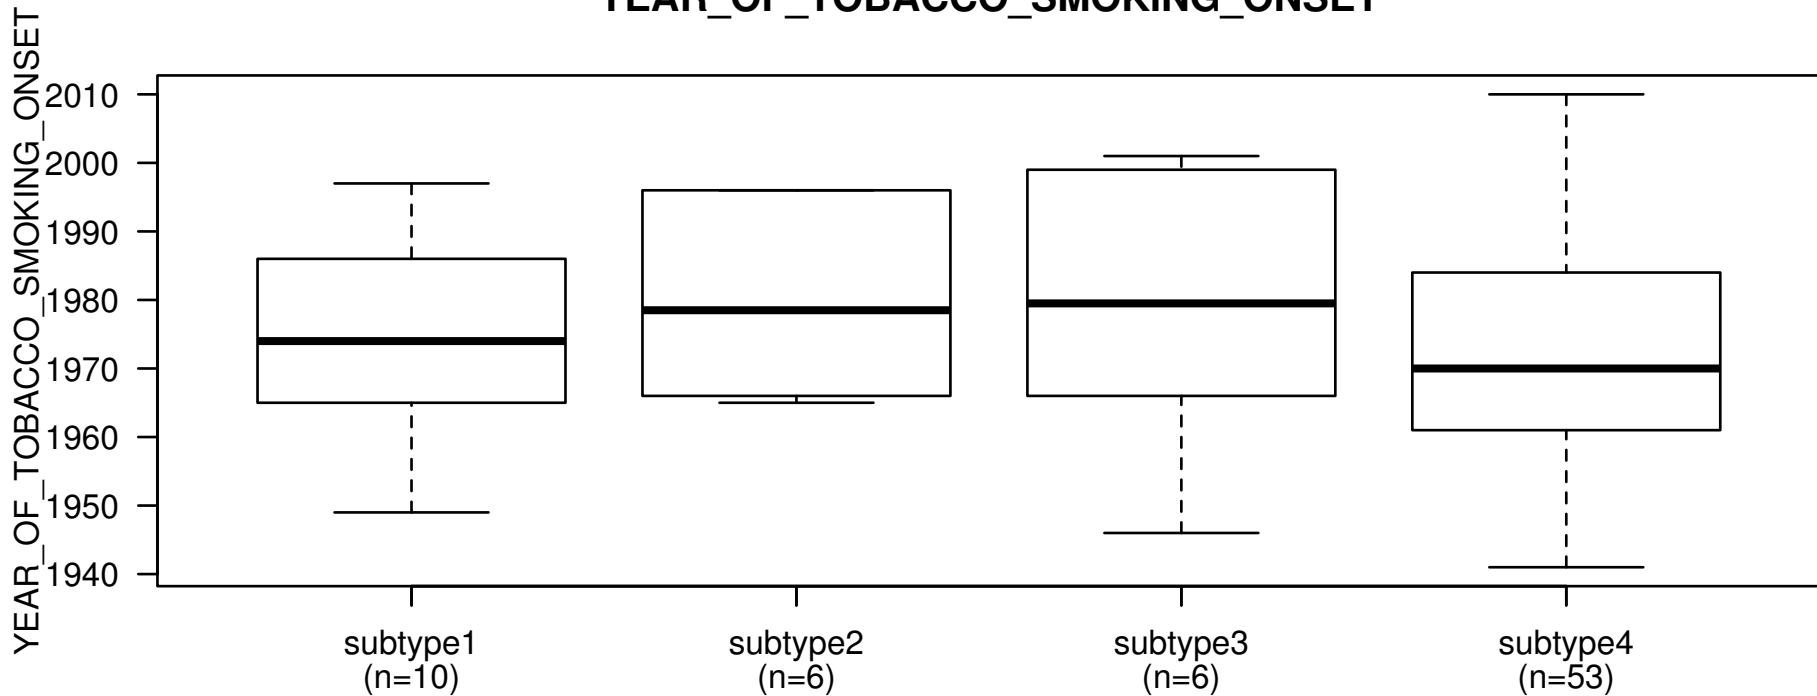 YEAR_OF_TOBACCO_SMOKING_ONSET
YEAR_OF_TOBACCO_SMOKING_ONSET
2010
2000
1990
1980
1970
1960
1950
1940
subtype1
(n=10)
subtype2
(n=6)
subtype3
(n=6)
subtype4
(n=53)